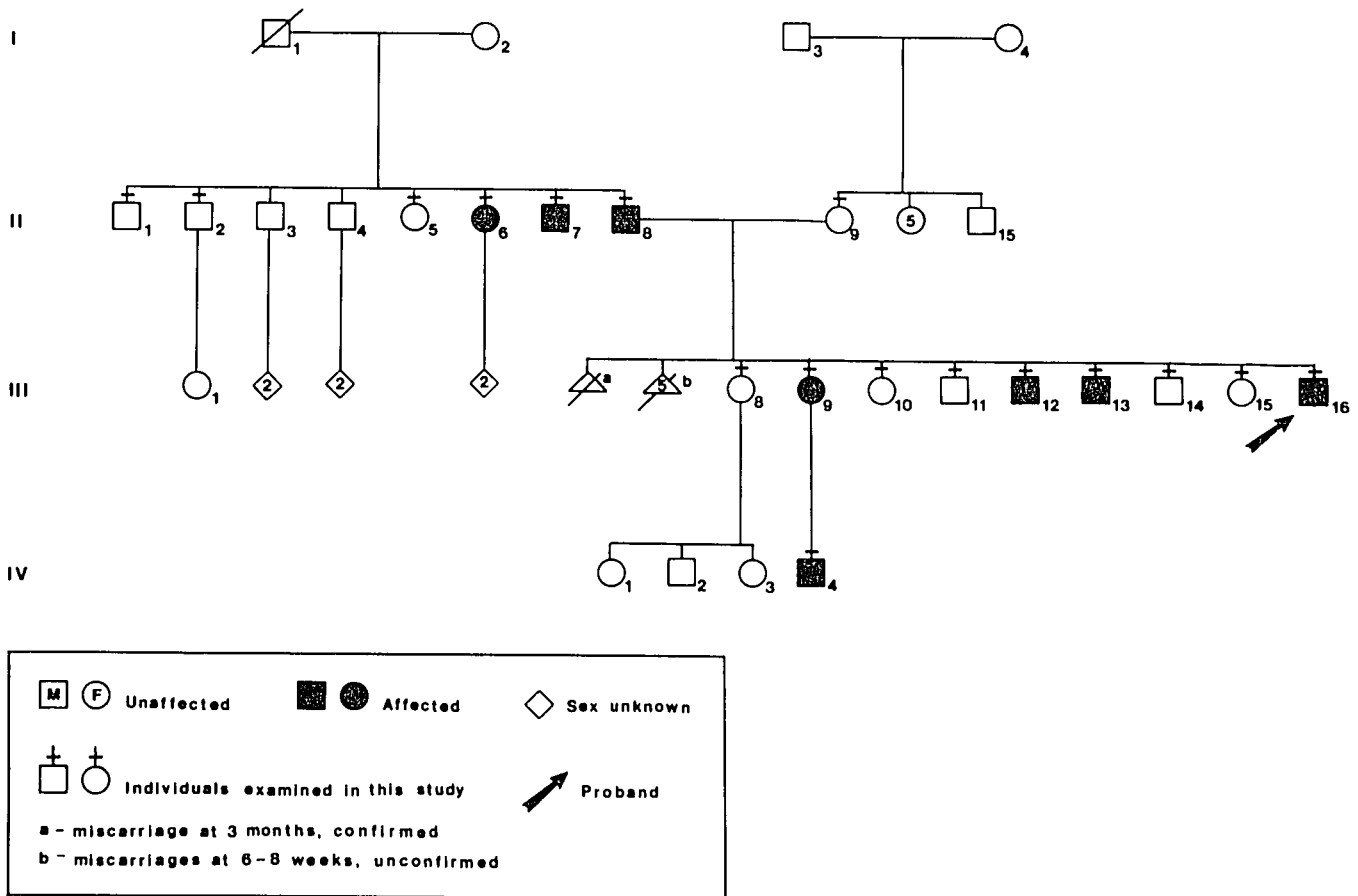 I
1
2
3
4
II
1
2
3
4
5
6
7
8
9
5
15
III
1
2
2
2
a
5 b
8
9
10
11
12
13
14
15
16
IV
1
2
3
4
M F Unaffected
Affected
Sex unknown
Individuals examined in this study
Proband
a - miscarriage at 3 months, confirmed
b - miscarriages at 6-8 weeks, unconfirmed